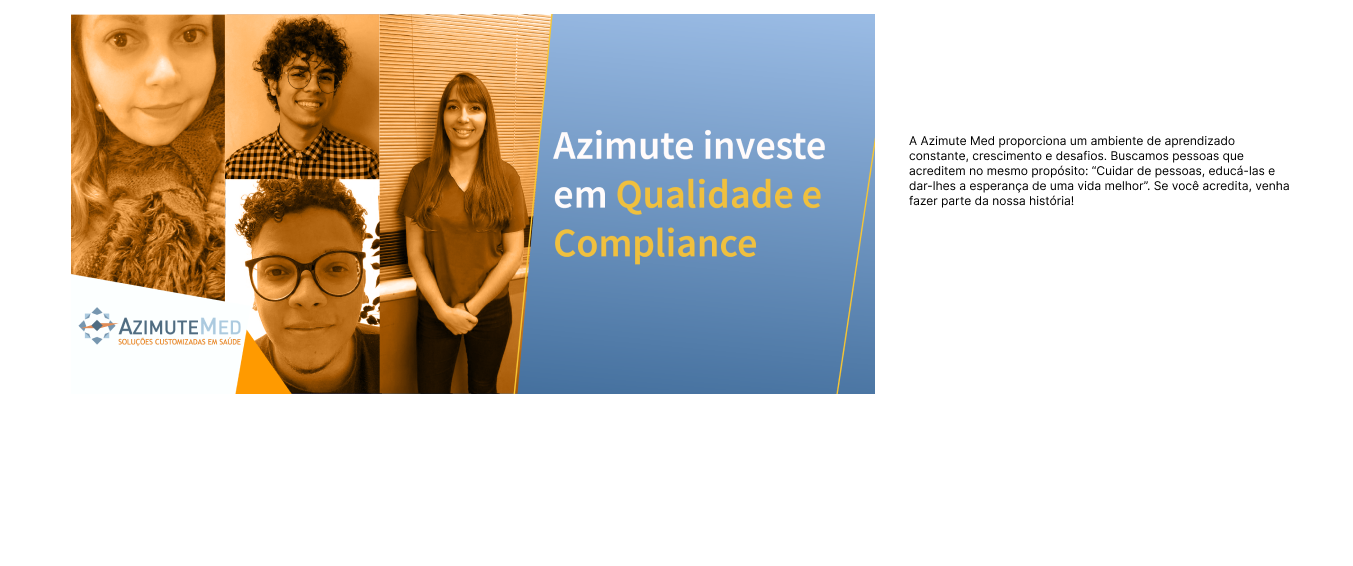 Azimute investe
em Qualidade e
Compliance
AZIMUTEMED
SOLUÇÕES CUSTOMIZADAS EM SAÚDE
A Azimute Med proporciona um ambiente de aprendizado
constante, crescimento e desafios. Buscamos pessoas que
acreditem no mesmo propósito: “Cuidar de pessoas, educá-las e
dar-lhes a esperança de uma vida melhor”. Se você acredita, venha
fazer parte da nossa história!